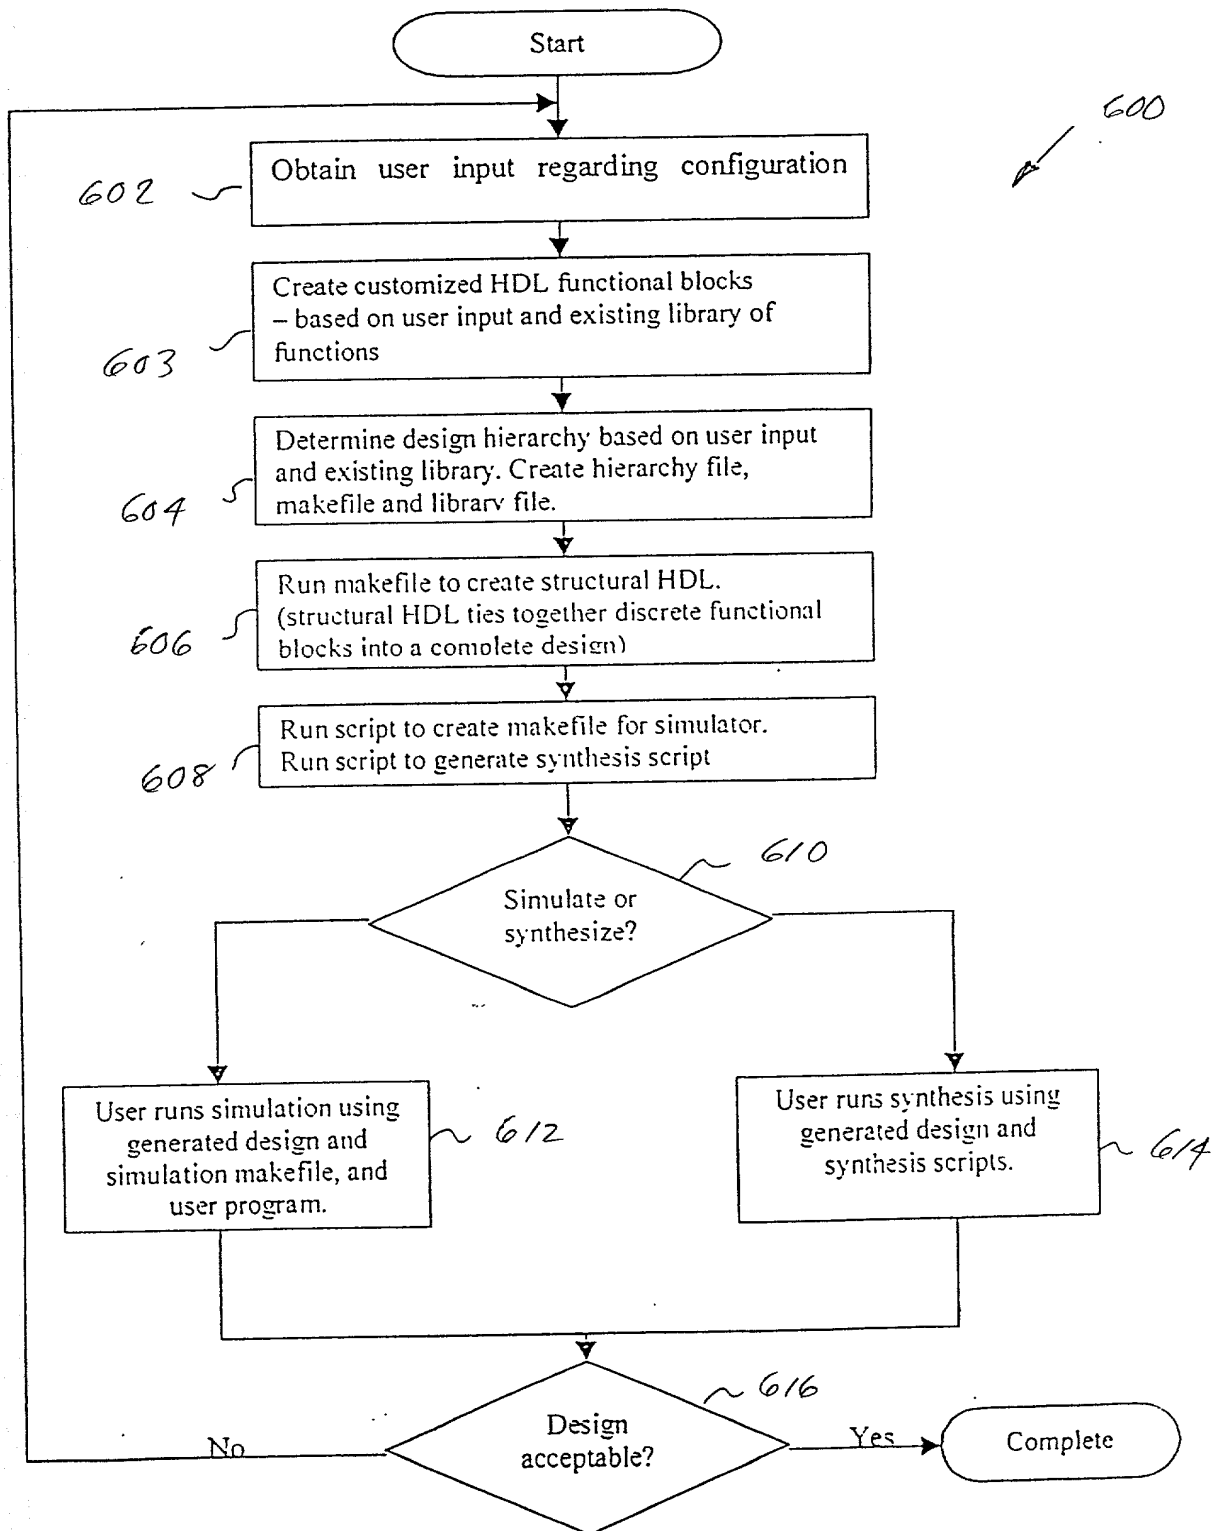 Start
600
Obtain user input regarding configuration
602
Create customized HDL functional blocks
– based on user input and existing library of
functions
603
Determine design hierarchy based on user input
and existing library. Create hierarchy file,
makefile and library file.
604
Run makefile to create structural HDL.
(structural HDL ties together discrete functional
blocks into a complete design)
606
Run script to create makefile for simulator.
Run script to generate synthesis script
608
610
Simulate or
synthesize?
User runs simulation using
generated design and
simulation makefile, and
user program.
612
User runs synthesis using
generated design and
synthesis scripts.
614
616
Design
acceptable?
No
Yes
Complete